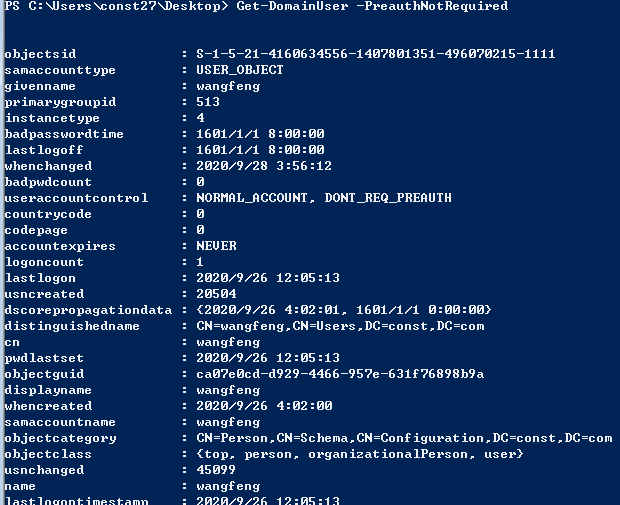 PS C:\Users\const27\Desktop> Get-DomainUser -PreauthNotRequired
objectsid : S-1-5-21-4160634556-1407801351-496070215-1111
samaccounttype : USER_OBJECT
givenname : wangfeng
primarygroupid : 513
instancetype : 4
badpasswordtime : 1601/1/1 8:00:00
lastlogoff : 1601/1/1 8:00:00
whenchanged : 2020/9/28 3:56:12
badpwdcount : 0
useraccountcontrol : NORMAL_ACCOUNT, DONT_REQ_PREAUTH
countrycode : 0
codepage : 0
accountexpires : NEVER
logoncount : 1
lastlogon : 2020/9/26 12:05:13
usncreated : 20504
dscorepropagationdata : {2020/9/26 4:02:01, 1601/1/1 0:00:00}
distinguishedname : CN=wangfeng,CN=Users,DC=const,DC=com
cn : wangfeng
pwdlastset : 2020/9/26 12:05:13
objectguid : ca07e0cd-d929-4466-957e-631f76898b9a
displayname : wangfeng
whencreated : 2020/9/26 4:02:00
samaccountname : wangfeng
objectcategory : CN=Person,CN=Schema,CN=Configuration,DC=const,DC=com
objectclass : {top, person, organizationalPerson, user}
usnchanged : 45099
name : wangfeng
lastlogontimestamp : 2020/9/26 12:05:13